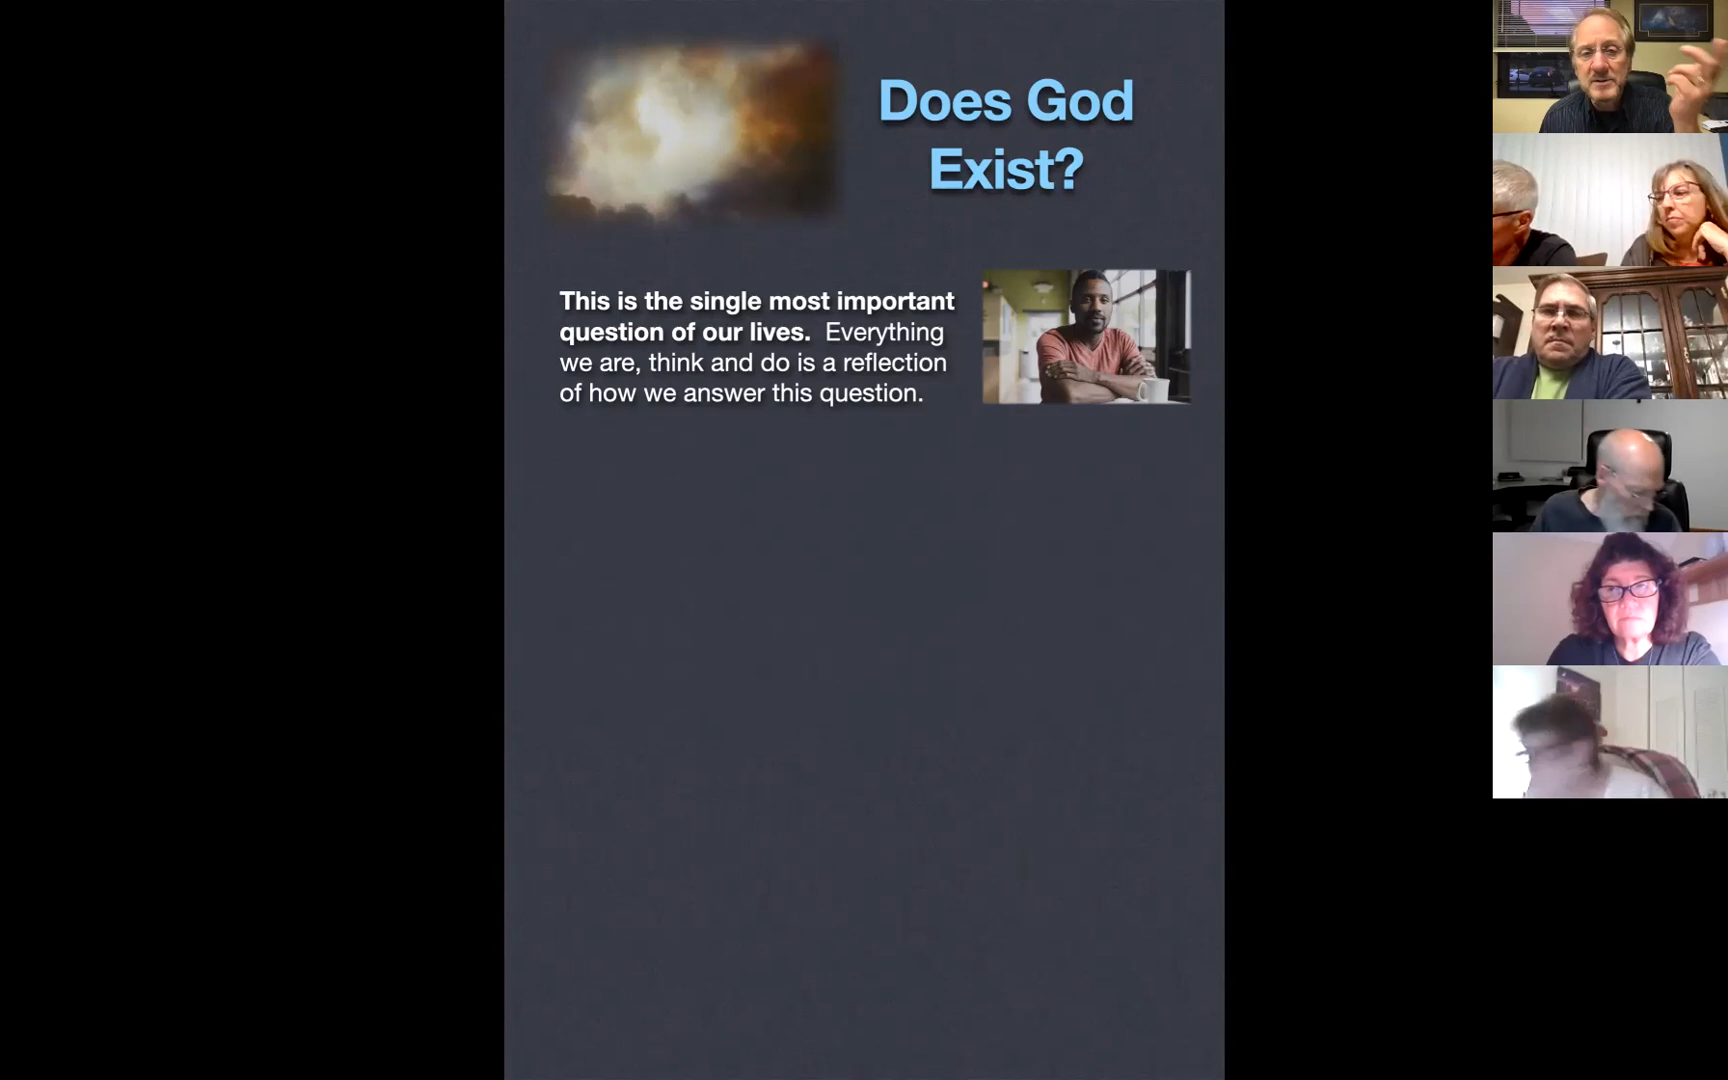 Does God
Exist?
This is the single most important
question of our lives.  Everything
we are, think and do is a reflection
of how we answer this question.